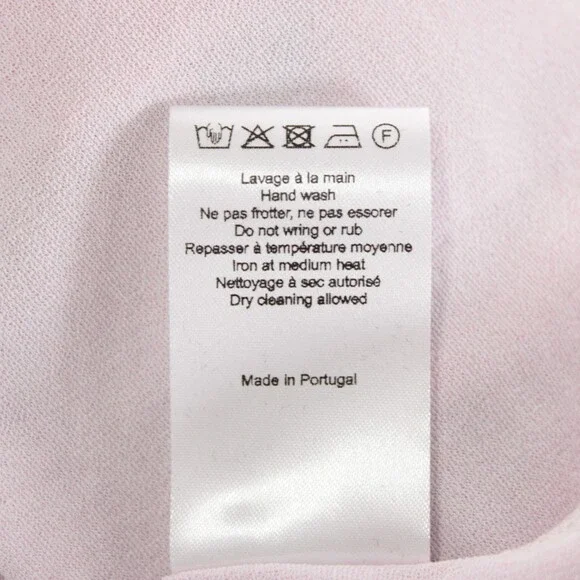 F
Lavage à la main
Hand wash
Ne pas frotter, ne pas essorer
Do not wring or rub
Repasser à température moyenne
Iron at medium heat
Nettoyage à sec autorisé
Dry cleaning allowed
Made in Portugal